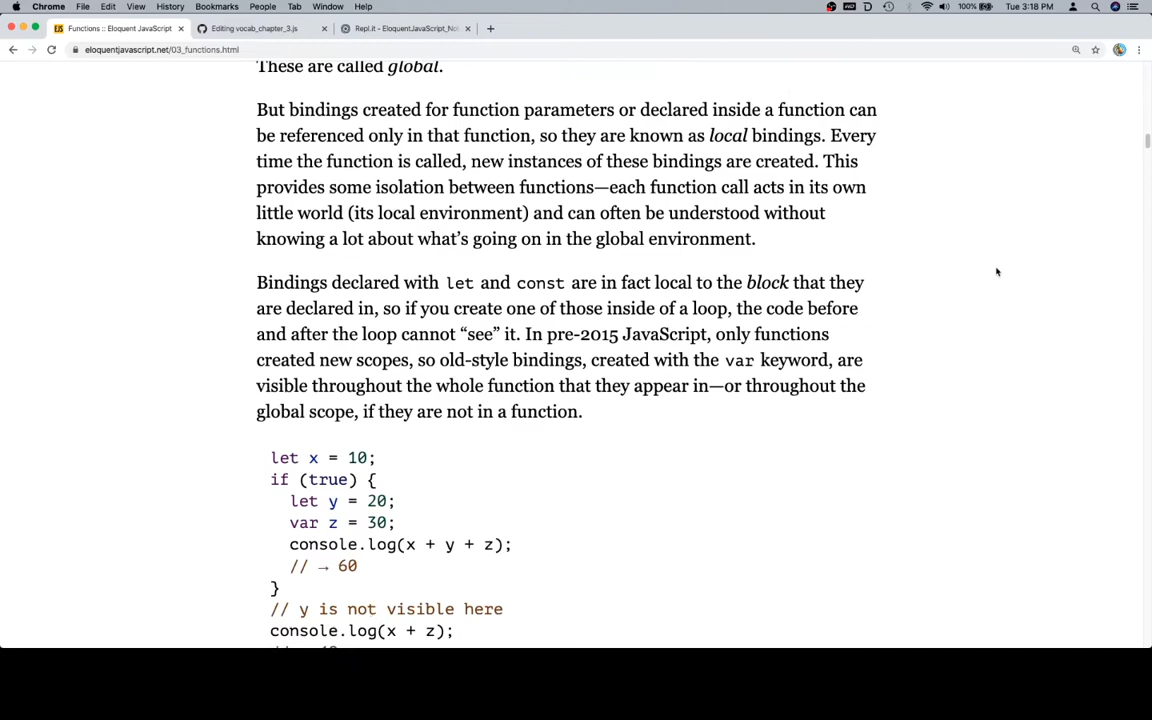 Chrome File Edit View History Bookmarks People Tab Window Help 100% Tue 3:18 PM
Functions :: Eloquent JavaScript Editing vocab_chapter_3.js Repl.it - EloquentJavaScript_No
eloquentjavascript.net/03_functions.html
These are called global.
But bindings created for function parameters or declared inside a function can
be referenced only in that function, so they are known as local bindings. Every
time the function is called, new instances of these bindings are created. This
provides some isolation between functions—each function call acts in its own
little world (its local environment) and can often be understood without
knowing a lot about what’s going on in the global environment.
Bindings declared with let and const are in fact local to the block that they
are declared in, so if you create one of those inside of a loop, the code before
and after the loop cannot “see” it. In pre-2015 JavaScript, only functions
created new scopes, so old-style bindings, created with the var keyword, are
visible throughout the whole function that they appear in—or throughout the
global scope, if they are not in a function.
let x = 10;
if (true) {
let y = 20;
var z = 30;
console.log(x + y + z);
// → 60
}
// y is not visible here
console.log(x + z);